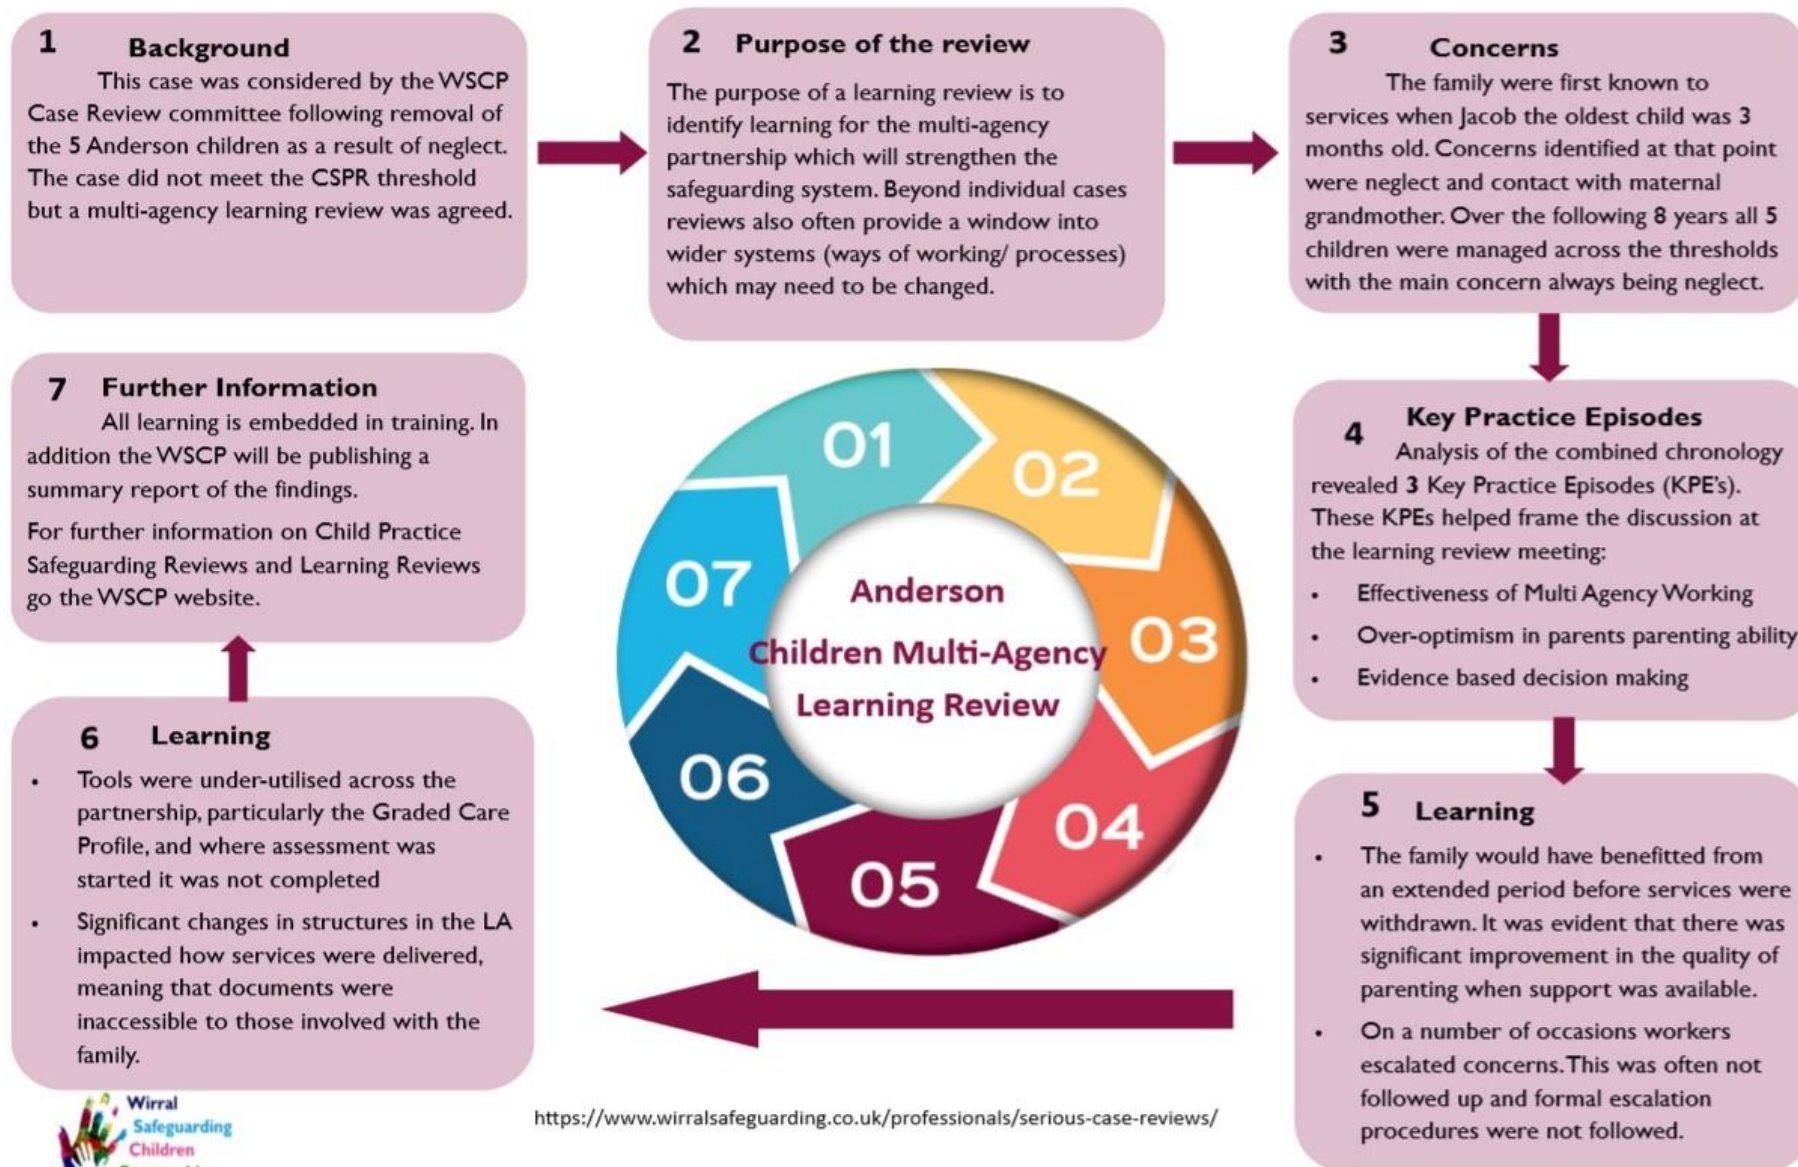 1 Background
This case was considered by the WSCP
Case Review committee following removal of
the 5 Anderson children as a result of neglect.
The case did not meet the CSPR threshold
but a multi-agency learning review was agreed.
2 Purpose of the review
The purpose of a learning review is to
identify learning for the multi-agency
partnership which will strengthen the
safeguarding system. Beyond individual cases
reviews also often provide a window into
wider systems (ways of working/ processes)
which may need to be changed.
3 Concerns
The family were first known to
services when Jacob the oldest child was 3
months old. Concerns identified at that point
were neglect and contact with maternal
grandmother. Over the following 8 years all 5
children were managed across the thresholds
with the main concern always being neglect.
4 Key Practice Episodes
Analysis of the combined chronology
revealed 3 Key Practice Episodes (KPE's).
These KPEs helped frame the discussion at
the learning review meeting:
• Effectiveness of Multi Agency Working
• Over-optimism in parents parenting ability
• Evidence based decision making
5 Learning
• The family would have benefitted from
an extended period before services were
withdrawn. It was evident that there was
significant improvement in the quality of
parenting when support was available.
• On a number of occasions workers
escalated concerns. This was often not
followed up and formal escalation
procedures were not followed.
6 Learning
• Tools were under-utilised across the
partnership, particularly the Graded Care
Profile, and where assessment was
started it was not completed
• Significant changes in structures in the LA
impacted how services were delivered,
meaning that documents were
inaccessible to those involved with the
family.
7 Further Information
All learning is embedded in training. In
addition the WSCP will be publishing a
summary report of the findings.
For further information on Child Practice
Safeguarding Reviews and Learning Reviews
go the WSCP website.
01
02
03
04
05
06
07
Anderson
Children Multi-Agency
Learning Review
https://www.wirralsafeguarding.co.uk/professionals/serious-case-reviews/
Wirral
Safeguarding
Children